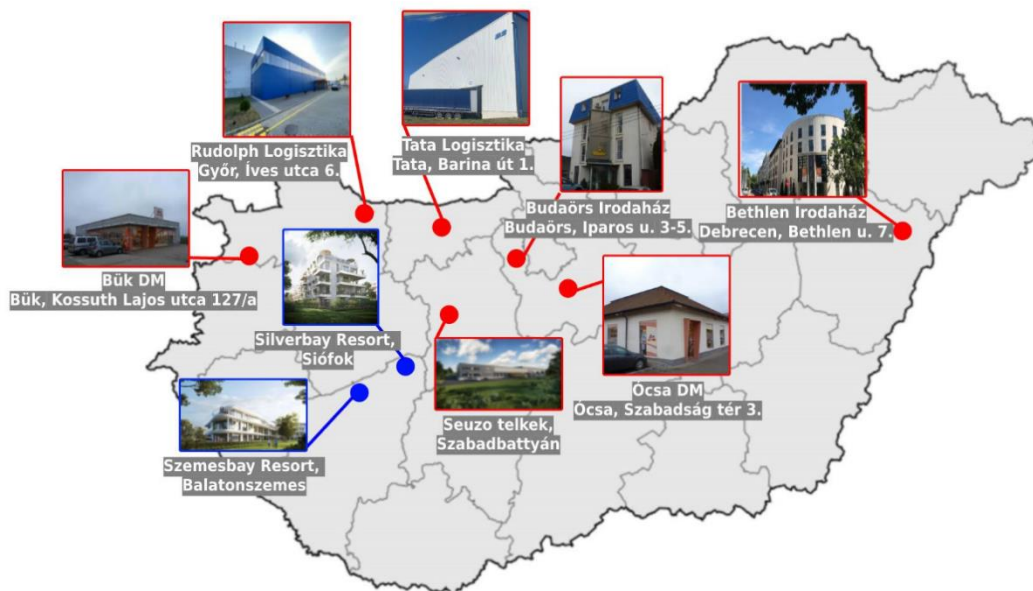 Rudolph Logisztika
Győr, Íves utca 6.
Tata Logisztika
Tata, Barina út 1.
Budaörs Irodaház
Budaörs, Iparos u. 3-5.
Bethlen Irodaház
Debrecen, Bethlen u. 7.
Bük DM
Bük, Kossuth Lajos utca 127/a
Silverbay Resort,
Siófok
Ócsa DM
Ócsa, Szabadság tér 3.
Seuzo telkek,
Szabadbattyán
Szemesbay Resort,
Balatonszemes